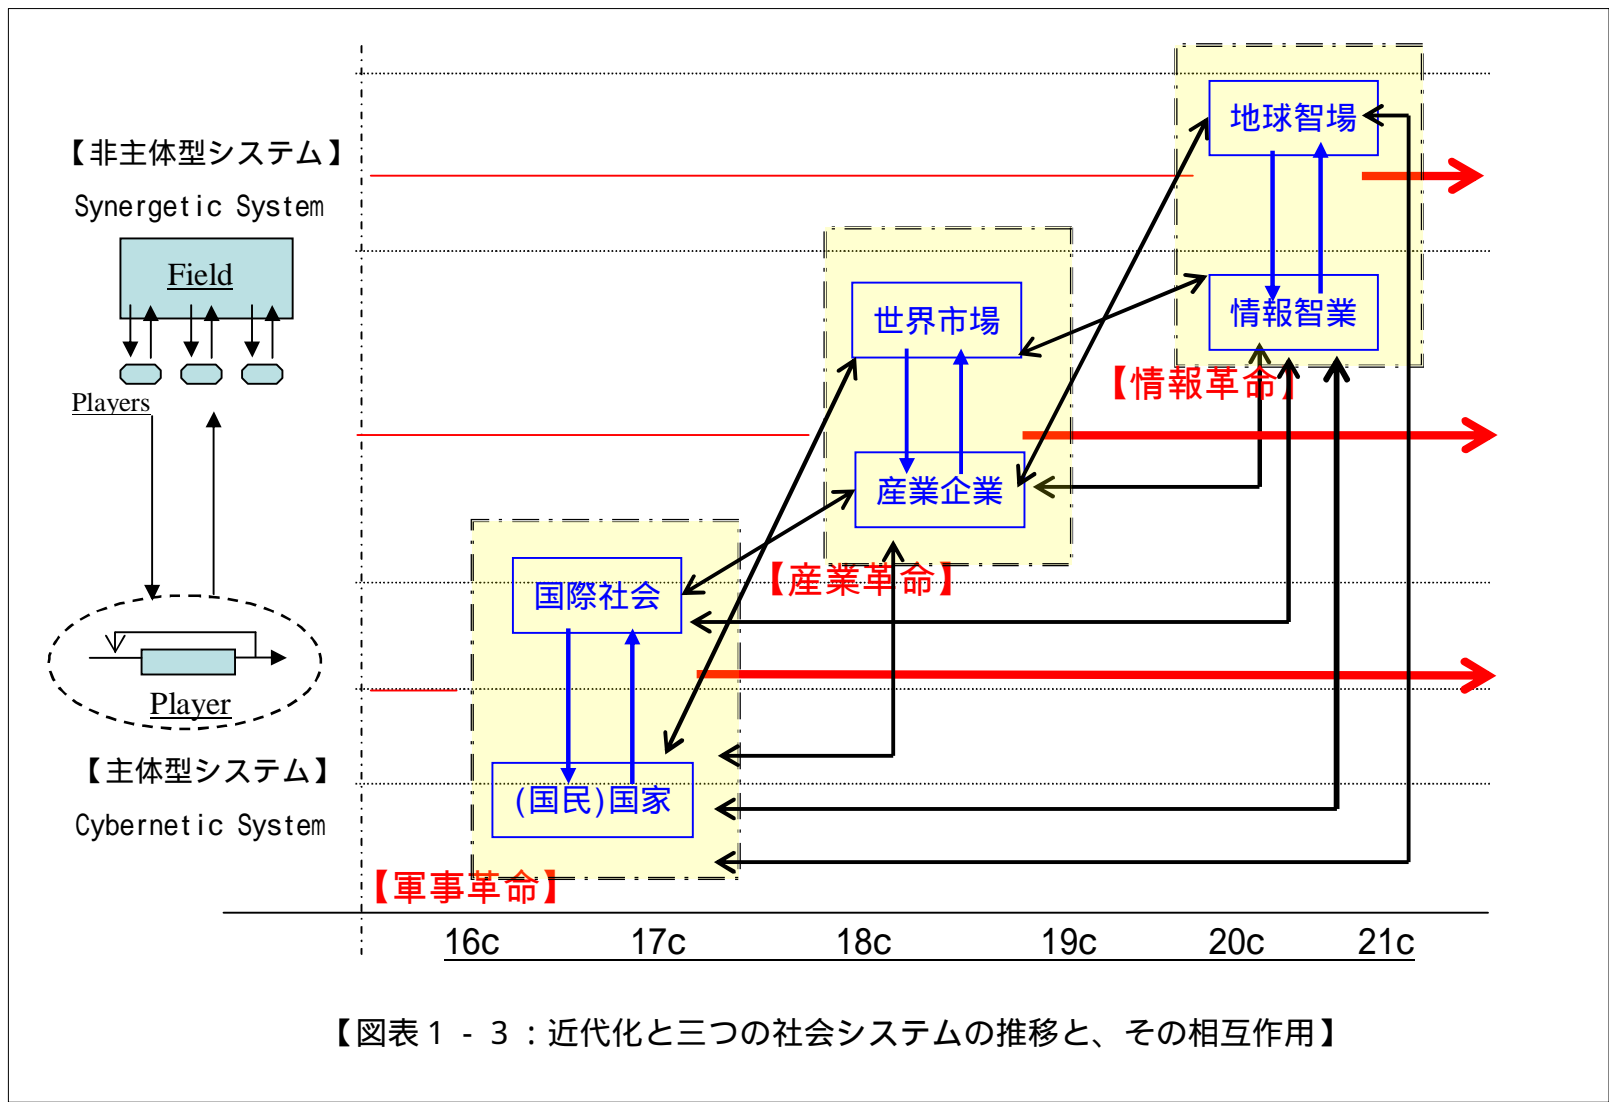 【非主体型システム】
Synergetic System
Field
Players
Player
【主体型システム】
Cybernetic System
地球智場
情報智業
【情報革命】
世界市場
産業企業
【産業革命】
国際社会
(国民)国家
【軍事革命】
16c 17c 18c 19c 20c 21c
【図表1-3:近代化と三つの社会システムの推移と、その相互作用】